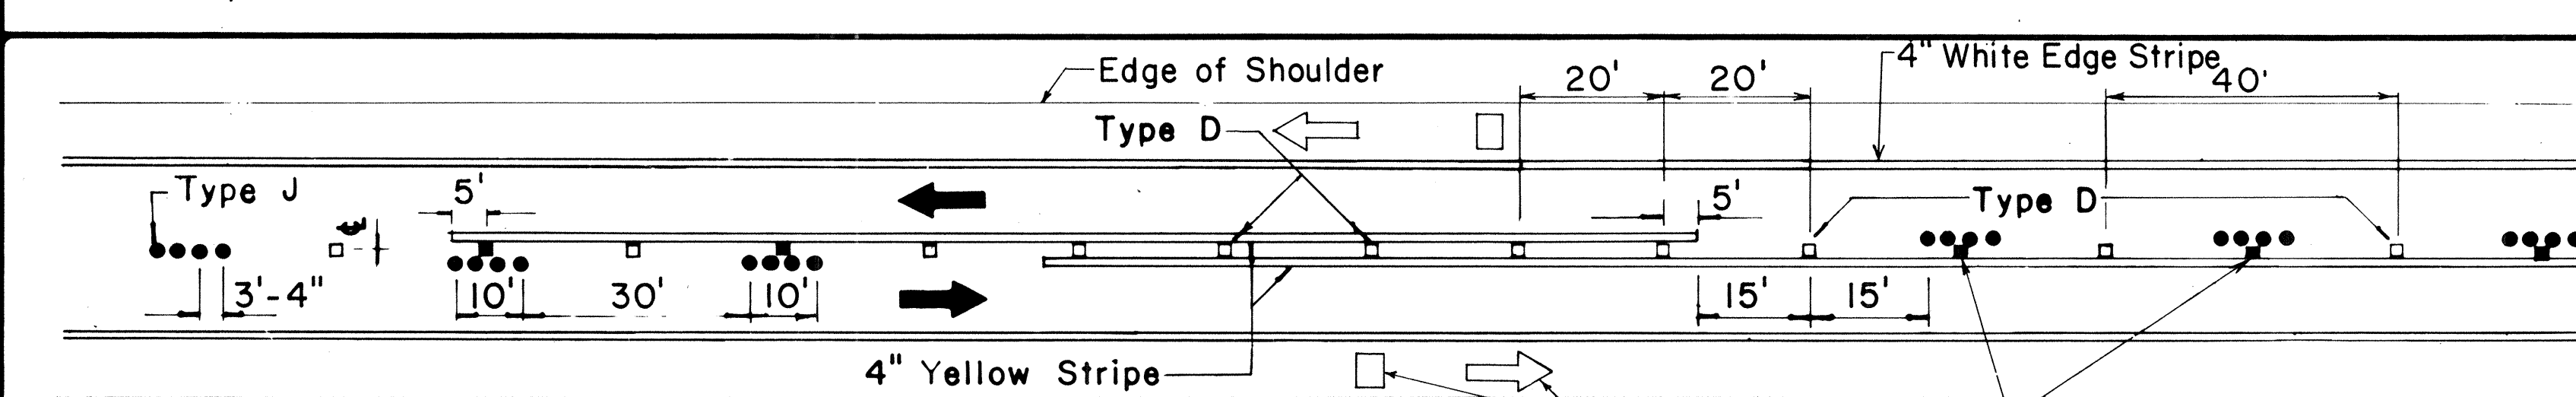 4" White Edge Stripe
Edge of Shoulder
20'
20'
40'
Type D
Type J
5'
5'
Type D
3'-4"
10'
30'
10'
15'
15'
4" Yellow Stripe